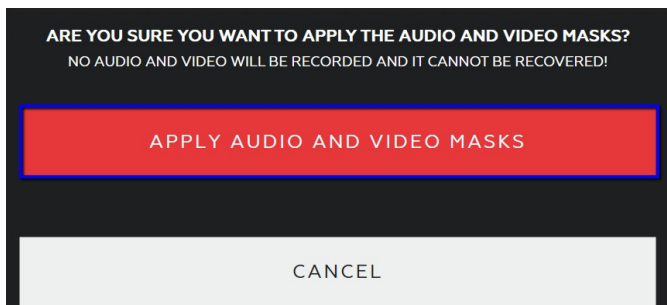 ARE YOU SURE YOU WANT TO APPLY THE AUDIO AND VIDEO MASKS?
NO AUDIO AND VIDEO WILL BE RECORDED AND IT CANNOT BE RECOVERED!
APPLY AUDIO AND VIDEO MASKS
CANCEL